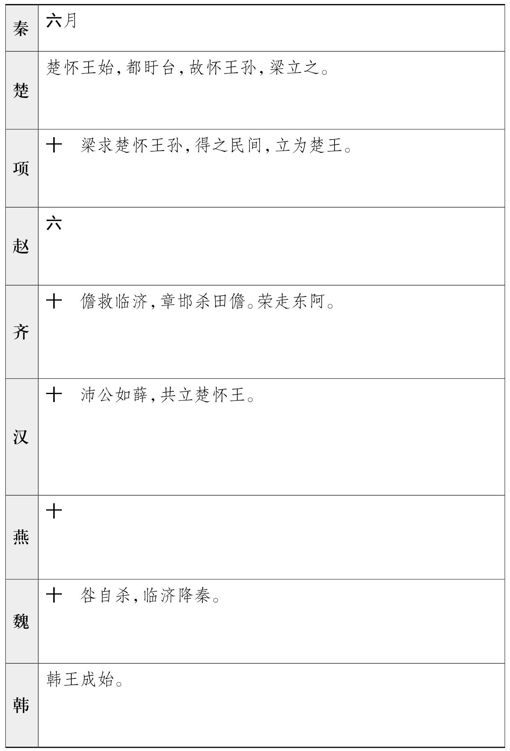 秦 六月
楚 楚怀王始，都盱台，故怀王孙，梁立之。
项 十 梁求楚怀王孙，得之民间，立为楚王。
赵 六
齐 十 儋救临济，章邯杀田儋。荣走东阿。
汉 十 沛公如薛，共立楚怀王。
燕 十
魏 十 咎自杀，临济降秦。
韩 韩王成始。